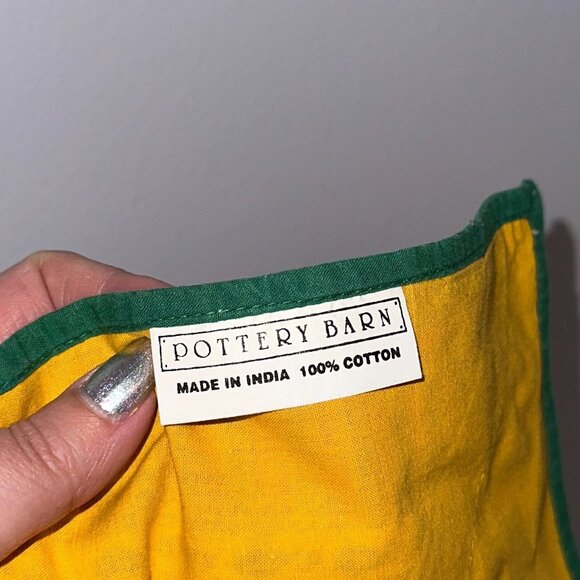 POTTERY BARN
MADE IN INDIA 100% COTTON